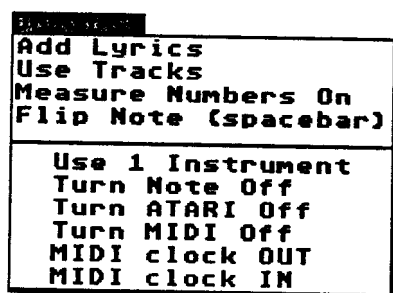 Add Lyrics
Use Tracks
Measure Numbers On
Flip Note (spacebar)
Use 1 Instrument
Turn Note Off
Turn ATARI Off
Turn MIDI Off
MIDI clock OUT
MIDI clock IN